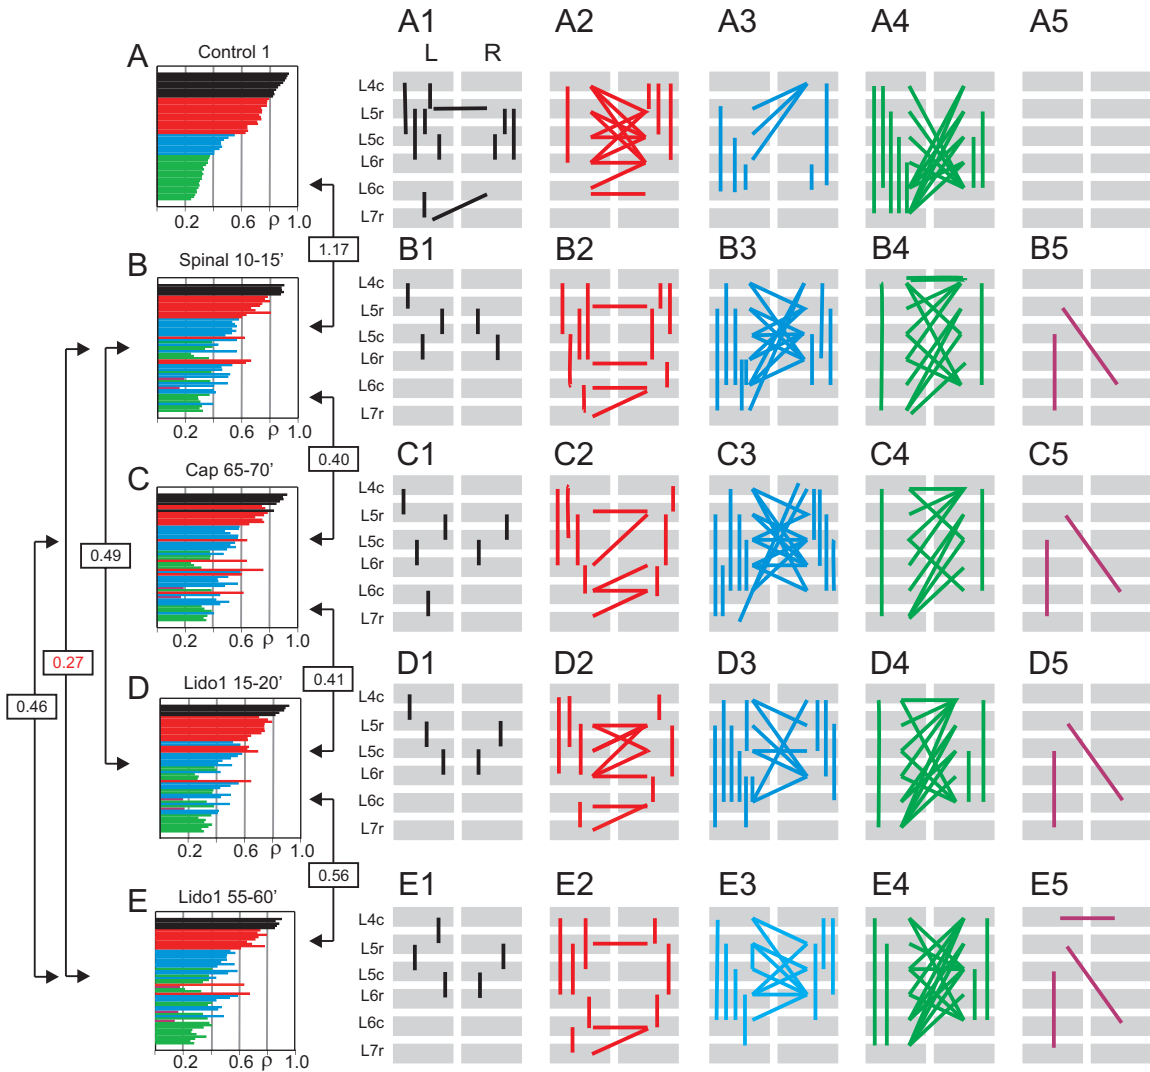 A1 A2 A3 A4 A5
A Control 1 L R
L4c
L5r
L5c
L6r
L6c
L7r
0.2 0.6 ρ 1.0
1.17
B1 B2 B3 B4 B5
B Spinal 10-15'
L4c
L5r
L5c
L6r
L6c
L7r
0.2 0.6 ρ 1.0
0.40
C1 C2 C3 C4 C5
C Cap 65-70'
L4c
L5r
L5c
L6r
L6c
L7r
0.2 0.6 ρ 1.0
0.49
0.27
0.46
0.41
D1 D2 D3 D4 D5
D Lido1 15-20'
L4c
L5r
L5c
L6r
L6c
L7r
0.2 0.6 ρ 1.0
0.56
E1 E2 E3 E4 E5
E Lido1 55-60'
L4c
L5r
L5c
L6r
L6c
L7r
0.2 0.6 ρ 1.0